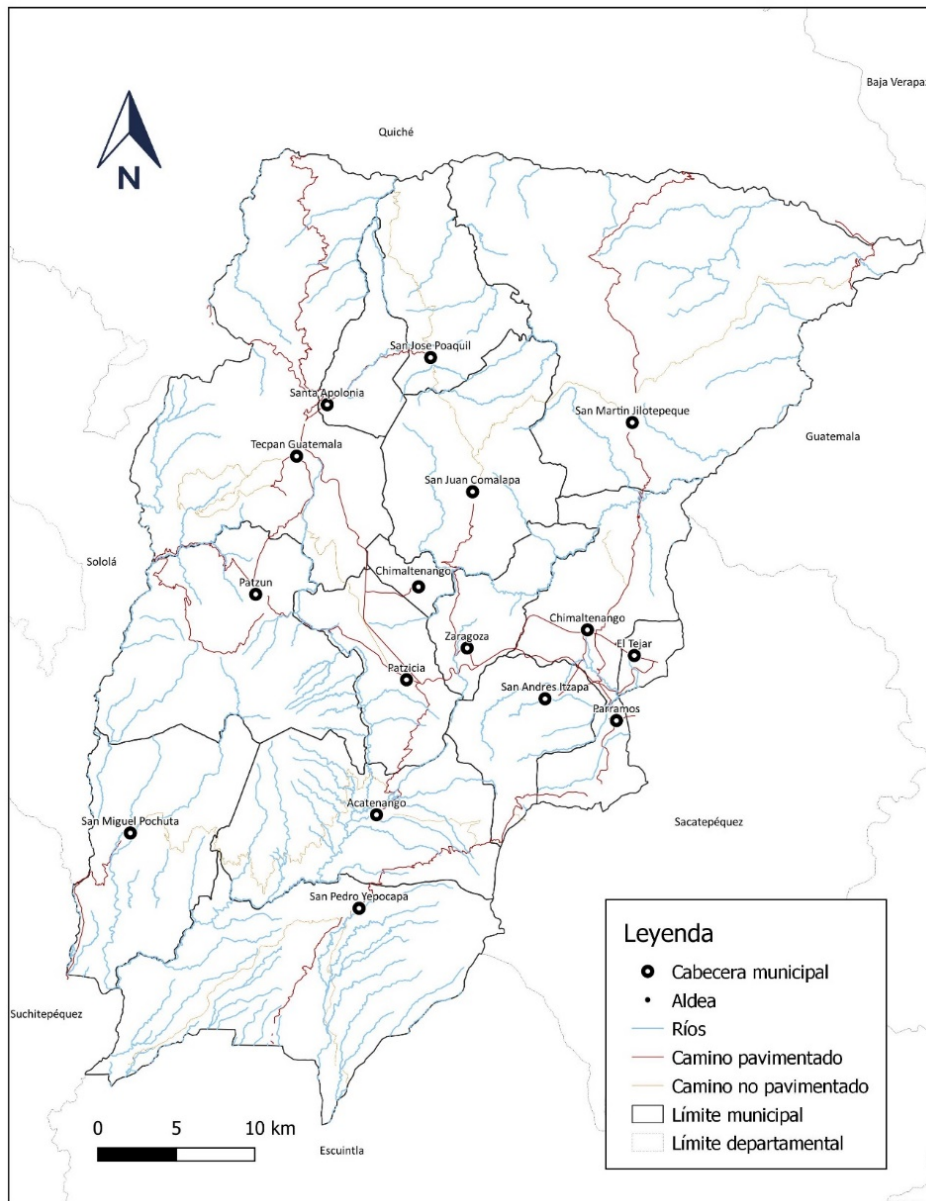 Baja Verapaz
Quiché
N
San Jose Poaquil
Santa Apolonia
San Martin Jilotepeque
Guatemala
Tecpan Guatemala
San Juan Comalapa
Sololá
Patzun
Chimaltenango
Chimaltenango
Zaragoza
El Tejar
Patzicia
San Andres Itzapa
Parramos
Acatenango
San Miguel Pochuta
Sacatepéquez
San Pedro Yepocapa
Leyenda
Cabecera municipal
Aldea
Ríos
Camino pavimentado
Camino no pavimentado
Límite municipal
Límite departamental
Suchitepéquez
0 5 10 km
Escuintla